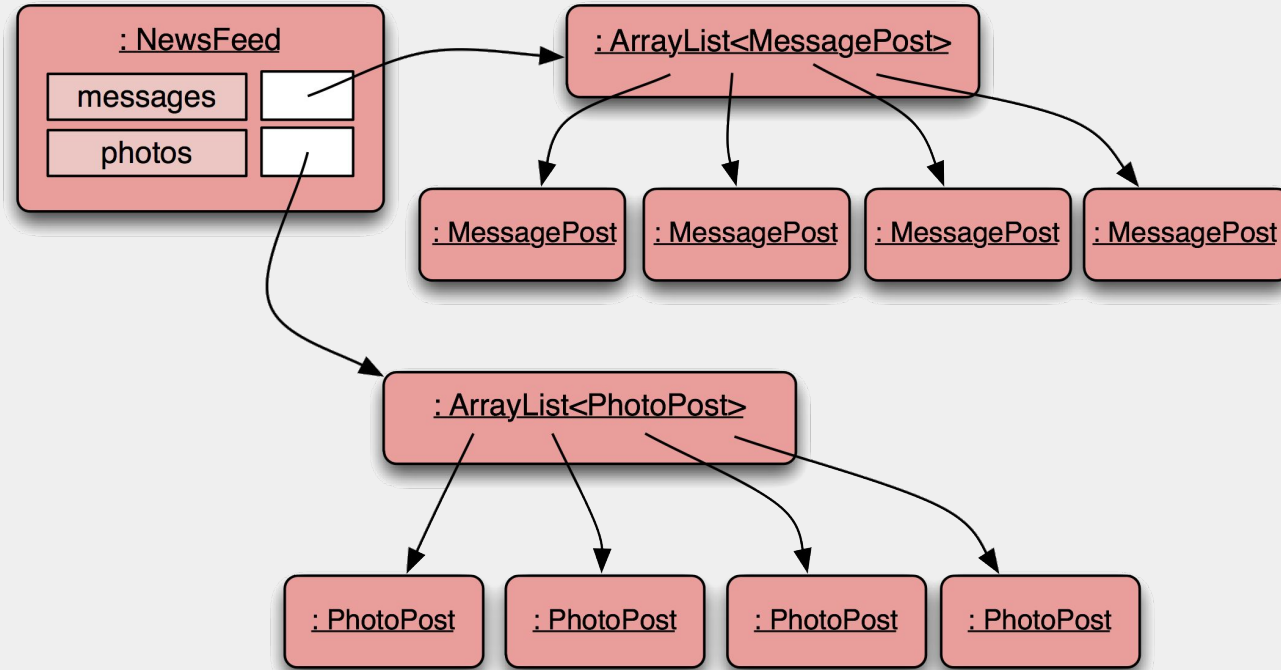 : NewsFeed
messages
photos
: ArrayList<MessagePost>
: MessagePost
: MessagePost
: MessagePost
: MessagePost
: ArrayList<PhotoPost>
: PhotoPost
: PhotoPost
: PhotoPost
: PhotoPost